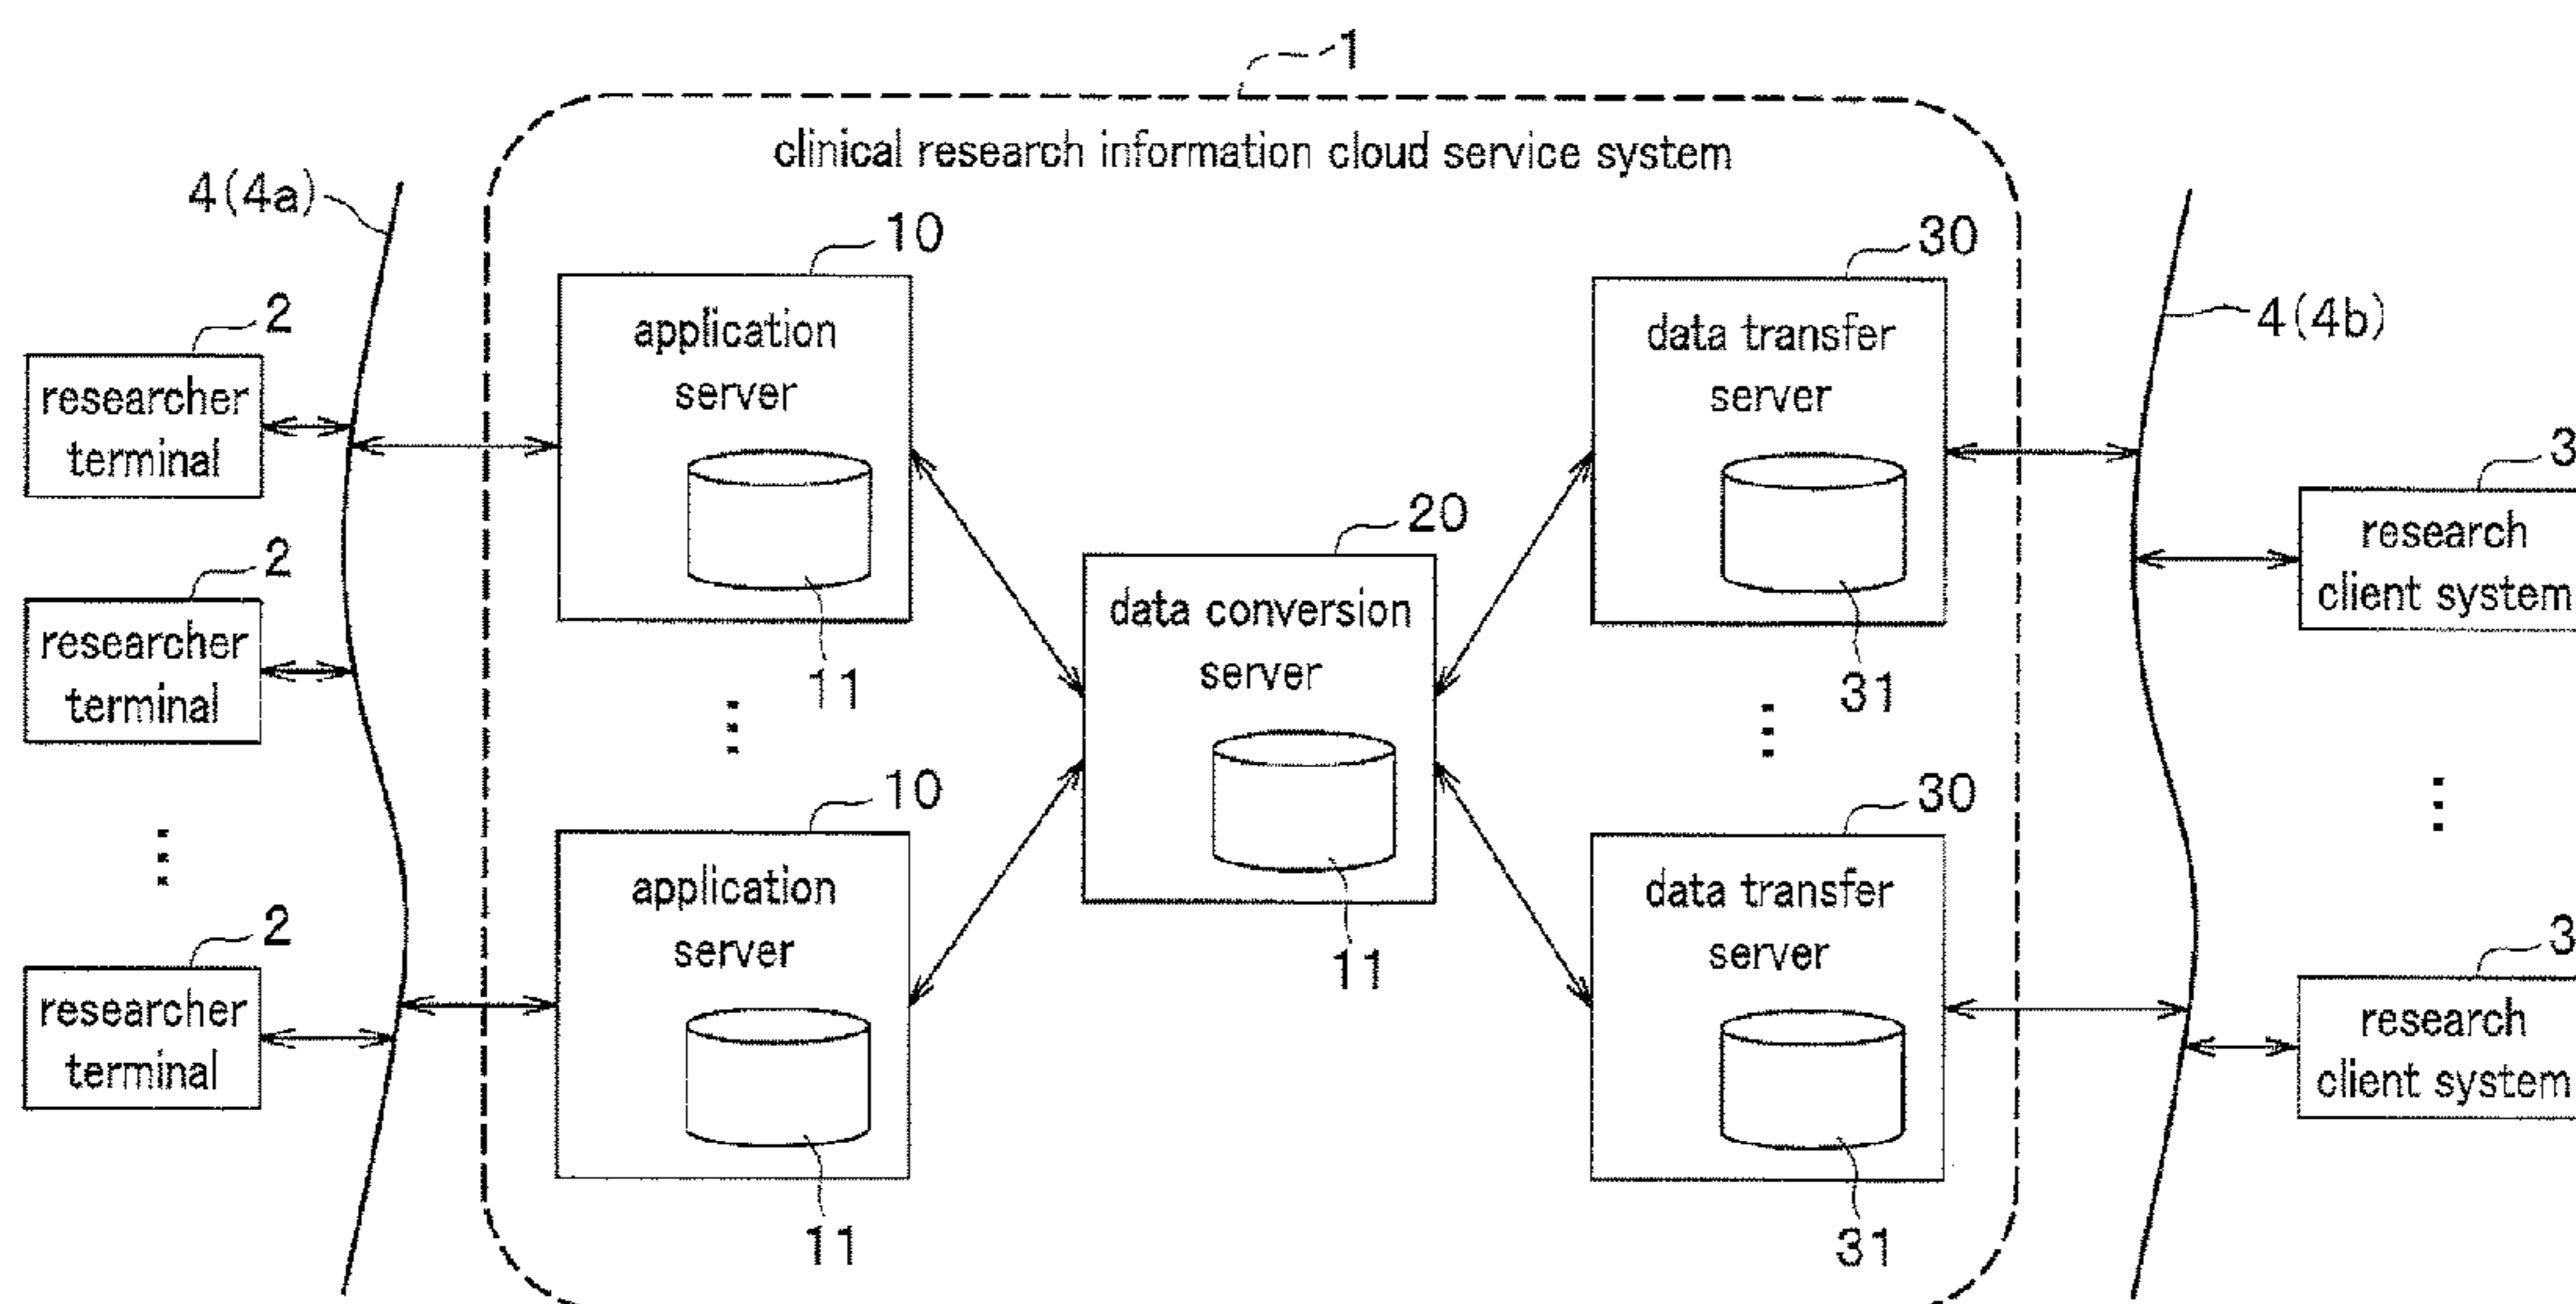 1
clinical research information cloud service system
4(4a)
10
30
2
application
server
data transfer
server
4(4b)
researcher
terminal
3
20
research
client system
2
data conversion
server
researcher
terminal
11
31
10
30
application
server
data transfer
server
2
3
11
researcher
terminal
research
client system
11
31